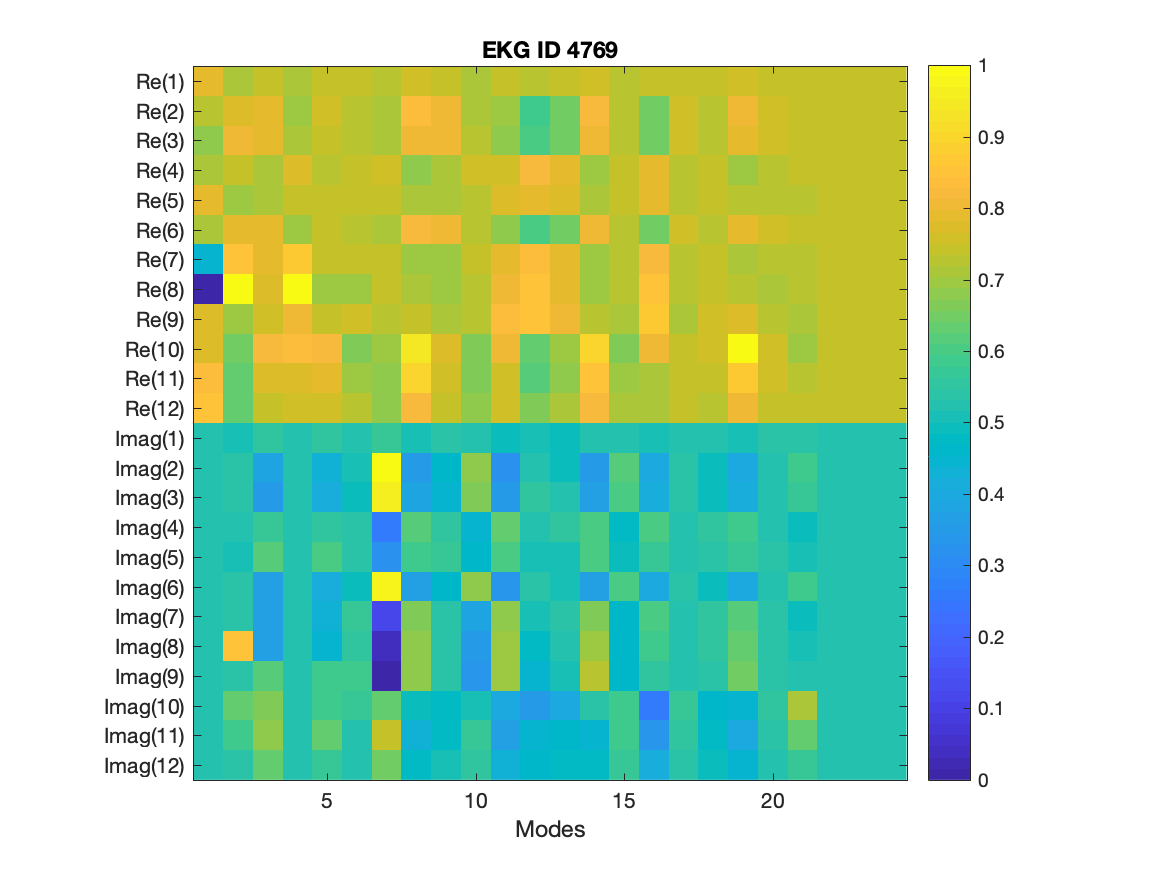 EKG ID 4769
Re(1)
Re(2)
Re(3)
Re(4)
Re(5)
Re(6)
Re(7)
Re(8)
Re(9)
Re(10)
Re(11)
Re(12)
Imag(1)
Imag(2)
Imag(3)
Imag(4)
Imag(5)
Imag(6)
Imag(7)
Imag(8)
Imag(9)
Imag(10)
Imag(11)
Imag(12)
5 10 15 20
Modes
1
0.9
0.8
0.7
0.6
0.5
0.4
0.3
0.2
0.1
0